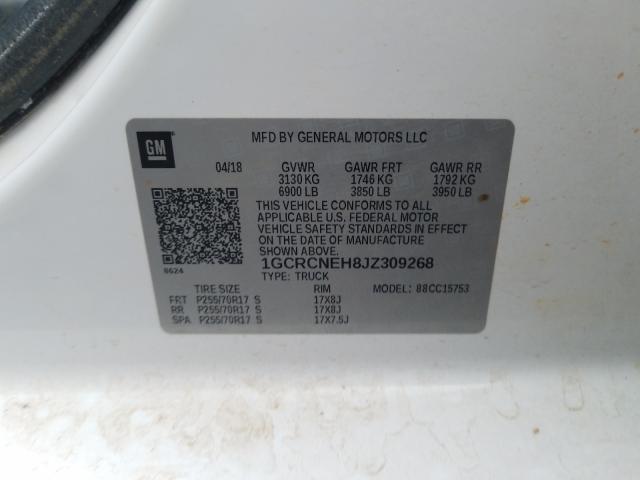 GM
MFD BY GENERAL MOTORS LLC
04/18 GVWR GAWR FRT GAWR RR
3130 KG 1746 KG 1792 KG
6900 LB 3850 LB 3950 LB
THIS VEHICLE CONFORMS TO ALL
APPLICABLE U.S. FEDERAL MOTOR
VEHICLE SAFETY STANDARDS IN EFFECT
ON THE DATE OF MANUFACTURE
SHOWN ABOVE.
8624
1GCRCNEH8JZ309268
TYPE: TRUCK
TIRE SIZE RIM MODEL: 88CC15753
FRT P255/70R17 S 17X8J
RR P255/70R17 S 17X8J
SPA P255/70R17 S 17X7.5J